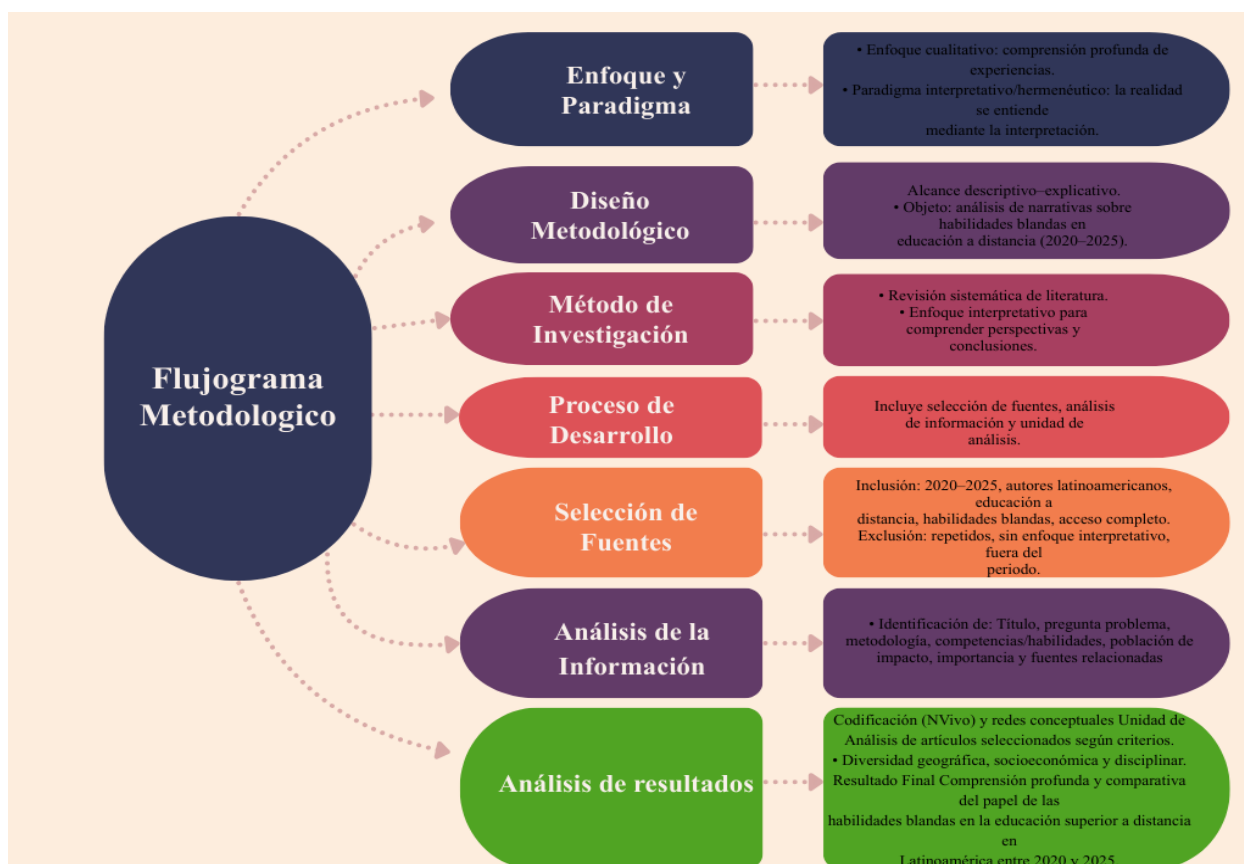 Flujograma
Metodologico
Enfoque y
Paradigma
• Enfoque cualitativo: comprensión profunda de
experiencias.
• Paradigma interpretativo/hermenéutico: la realidad
se entiende
mediante la interpretación.
Diseño
Metodológico
Alcance descriptivo–explicativo.
• Objeto: análisis de narrativas sobre
habilidades blandas en
educación a distancia (2020–2025).
Método de
Investigación
• Revisión sistemática de literatura.
• Enfoque interpretativo para
comprender perspectivas y
conclusiones.
Proceso de
Desarrollo
Incluye selección de fuentes, análisis
de información y unidad de
análisis.
Selección de
Fuentes
Inclusión: 2020–2025, autores latinoamericanos,
educación a
distancia, habilidades blandas, acceso completo.
Exclusión: repetidos, sin enfoque interpretativo,
fuera del
periodo.
Análisis de la
Información
• Identificación de: Título, pregunta problema,
metodología, competencias/habilidades, población de
impacto, importancia y fuentes relacionadas
Análisis de resultados
Codificación (NVivo) y redes conceptuales Unidad de
Análisis de artículos seleccionados según criterios.
• Diversidad geográfica, socioeconómica y disciplinar.
Resultado Final Comprensión profunda y comparativa
del papel de las
habilidades blandas en la educación superior a distancia
en
Latinoamérica entre 2020 y 2025